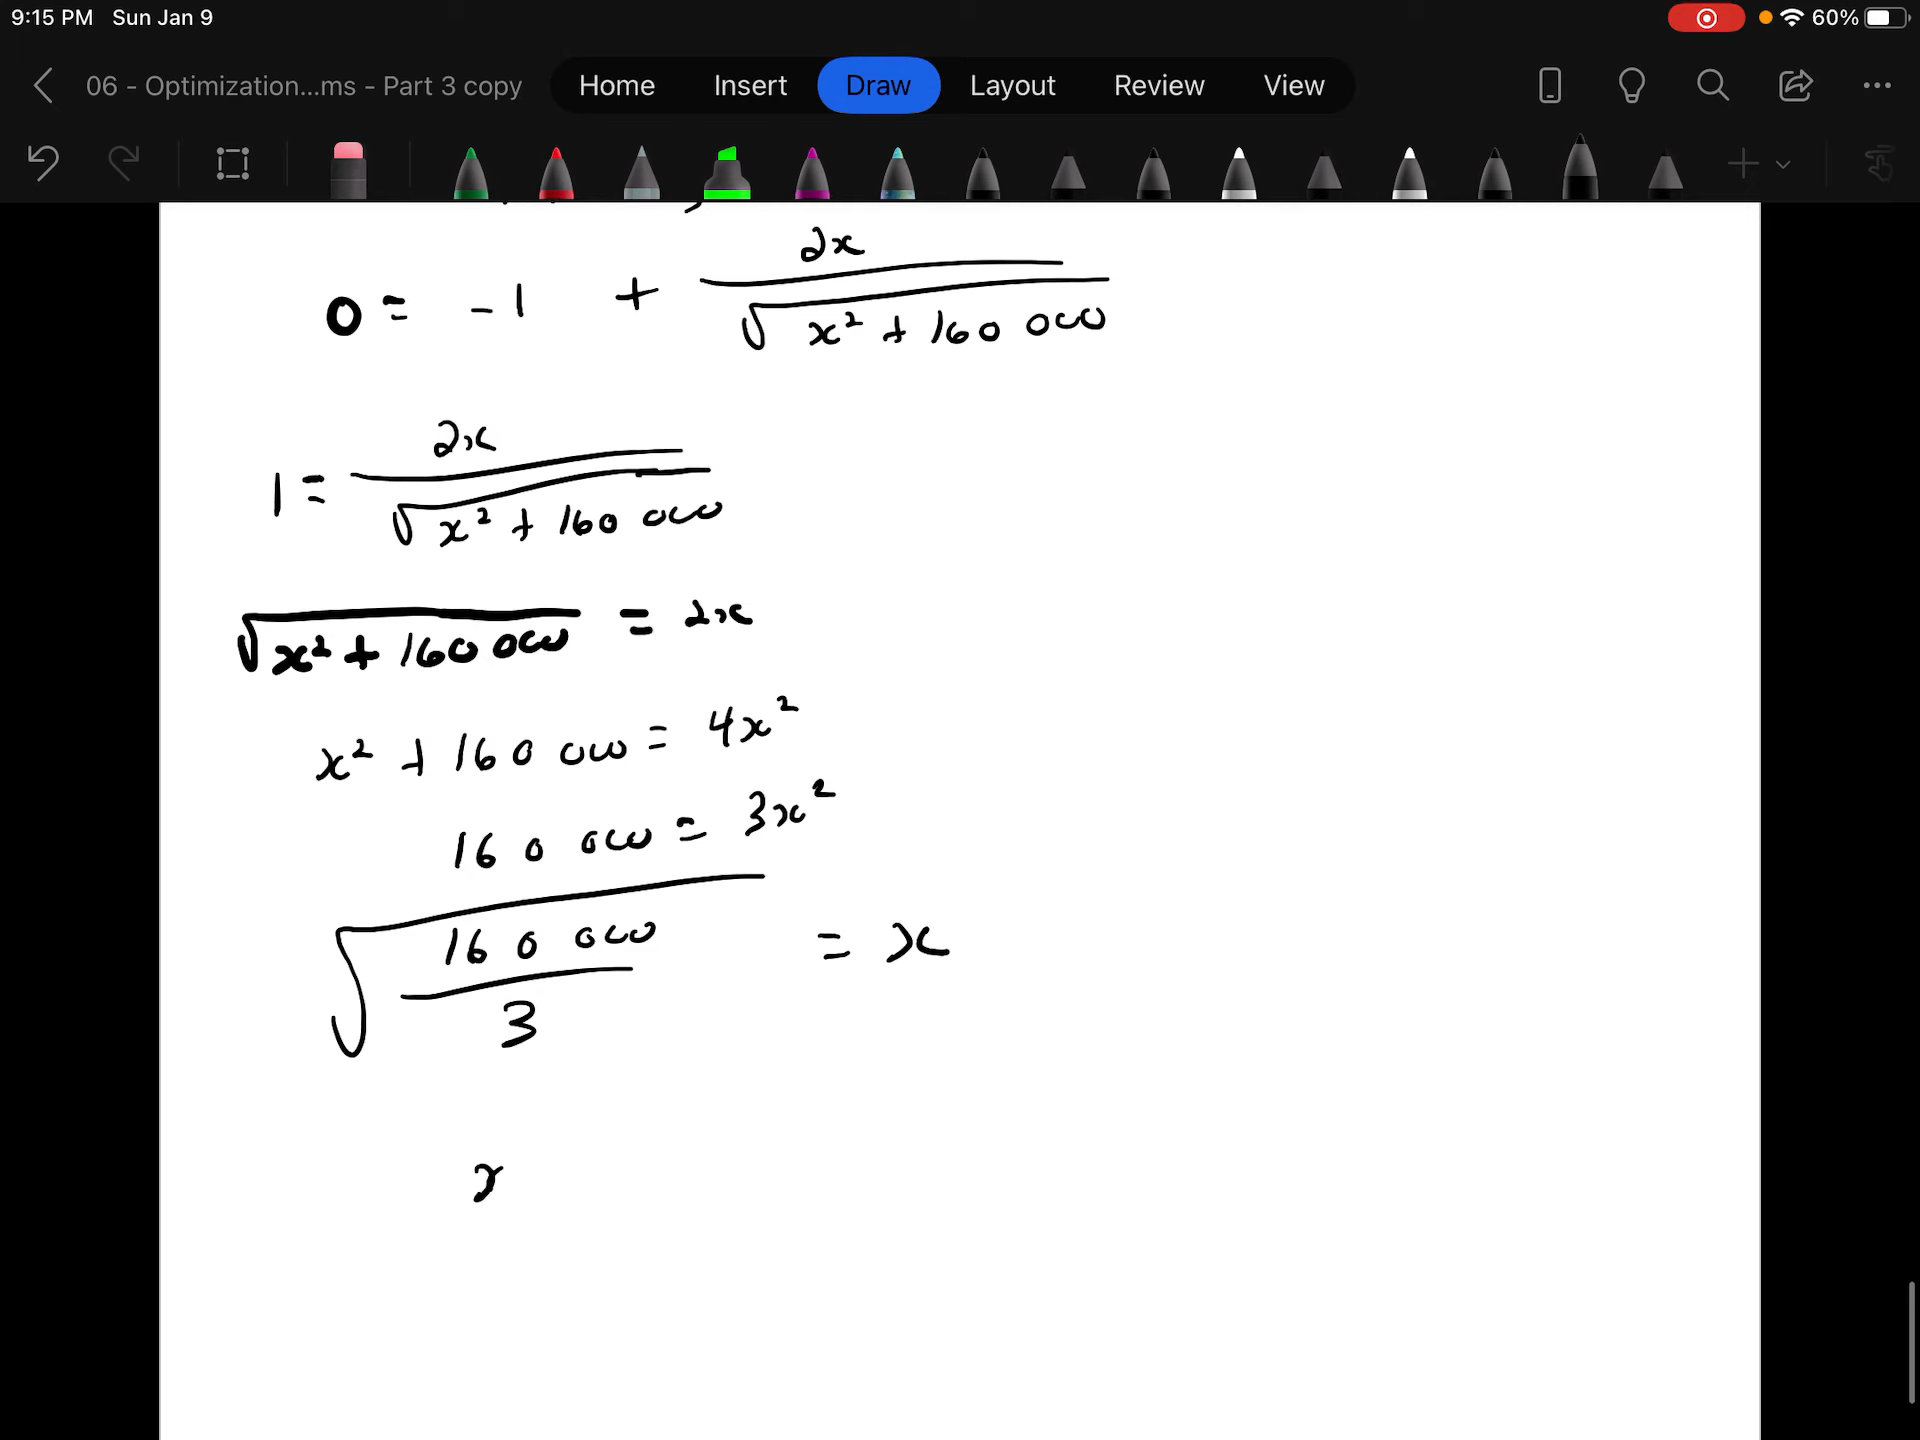 9:15 PM Sun Jan 9 60%
06 - Optimization...ms - Part 3 copy Home Insert Draw Layout Review View
0 = -1 + 2x / √(x² + 160 000)
1 = 2x / √(x² + 160 000)
√(x² + 160 000) = 2x
x² + 160 000 = 4x²
160 000 = 3x²
√(160 000 / 3) = x
x